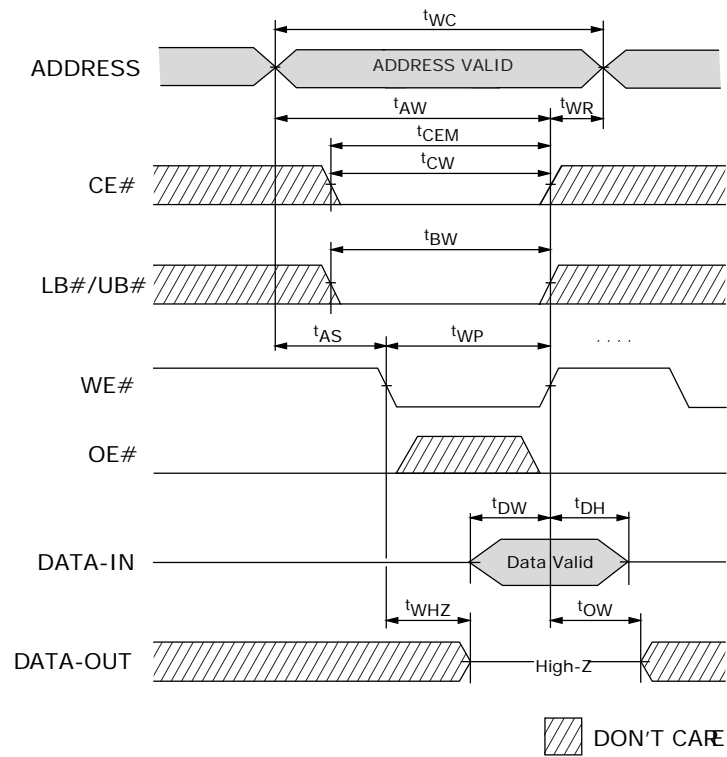 tWC
ADDRESS
ADDRESS VALID
tAW
tWR
tCEM
CE#
tCW
tBW
LB#/UB#
tAS
tWP
WE#
OE#
tDW
tDH
DATA-IN
Data Valid
tWHZ
tOW
DATA-OUT
High-Z
DON'T CARE